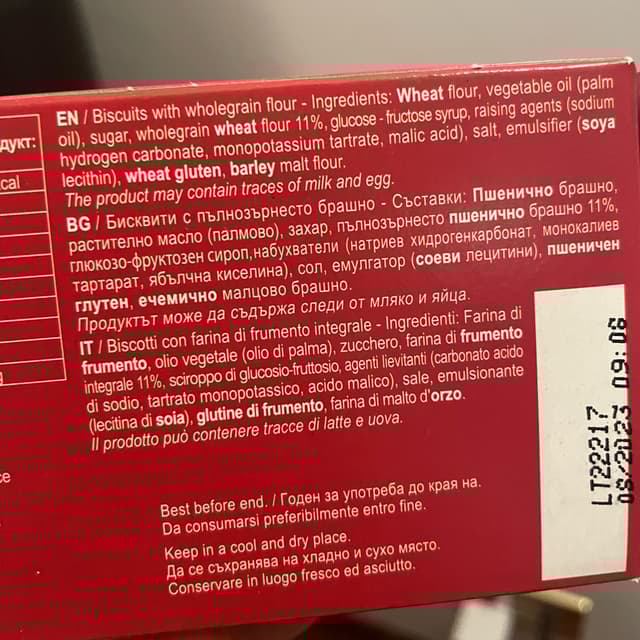 дукт:
cal
g
ce
EN / Biscuits with wholegrain flour - Ingredients: Wheat flour, vegetable oil (palm
oil), sugar, wholegrain wheat flour 11%, glucose - fructose syrup, raising agents (sodium
hydrogen carbonate, monopotassium tartrate, malic acid), salt, emulsifier (soya
lecithin), wheat gluten, barley malt flour.
The product may contain traces of milk and egg.
BG / Бисквити с пълнозърнесто брашно - Съставки: Пшенично брашно,
растително масло (палмово), захар, пълнозърнесто пшенично брашно 11%,
глюкозо-фруктозен сироп,набухватели (натриев хидрогенкарбонат, монокалиев
тартарат, ябълчна киселина), сол, емулгатор (соеви лецитини), пшеничен
глутен, ечемично малцово брашно.
Продуктът може да съдържа следи от мляко и яйца.
IT / Biscotti con farina di frumento integrale - Ingredienti: Farina di
frumento, olio vegetale (olio di palma), zucchero, farina di frumento
integrale 11%, sciroppo di glucosio-fruttosio, agenti lievitanti (carbonato acido
di sodio, tartrato monopotassico, acido malico), sale, emulsionante
(lecitina di soia), glutine di frumento, farina di malto d'orzo.
Il prodotto può contenere tracce di latte e uova.
Best before end. / Годен за употреба до края на.
Da consumarsi preferibilmente entro fine.
Keep in a cool and dry place.
Да се съхранява на хладно и сухо място.
Conservare in luogo fresco ed asciutto.
LT22217
08/2023 09:06